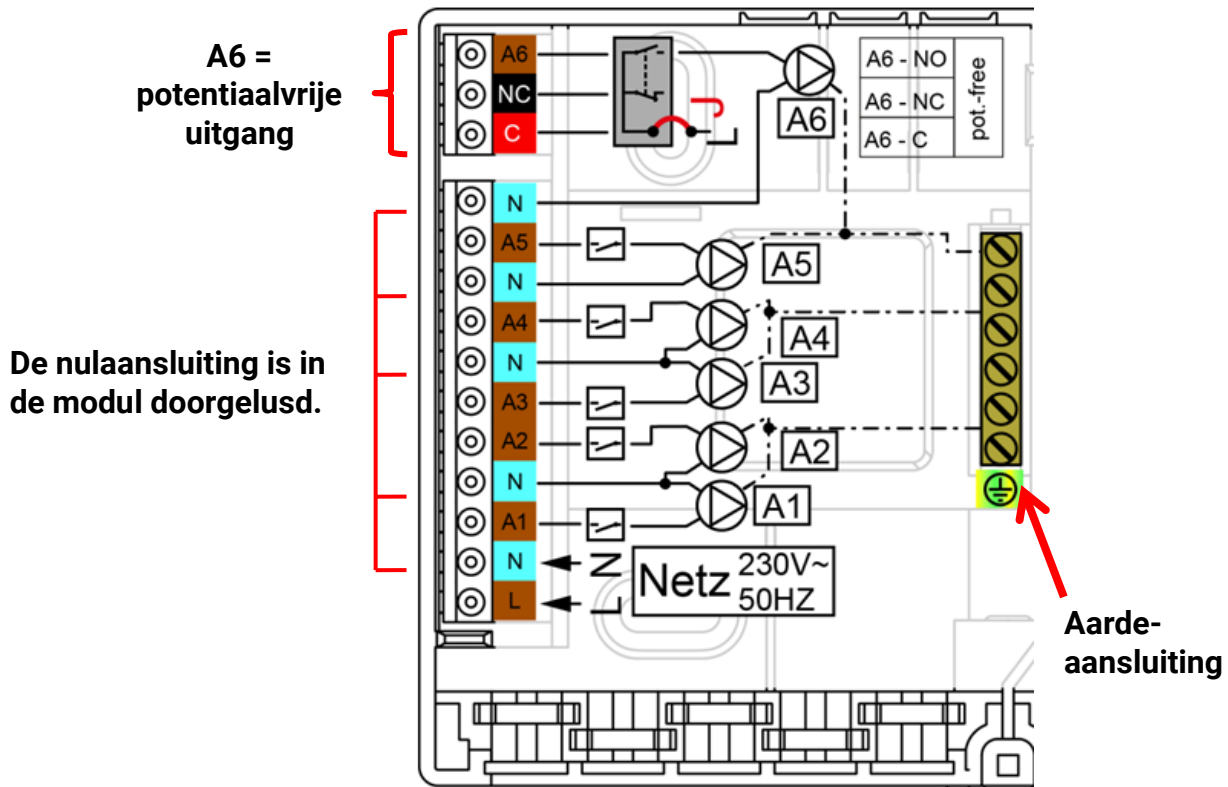 A6 =
potentiaalvrije
uitgang
A6
NC
C
J
L
A6
A6 - NO
A6 - NC
A6 - C
pot.-free
N
A5
N
A4
N
A3
A2
N
A1
N
L
A5
A4
A3
A2
A1
De nulaansluiting is in
de modul doorgelusd.
N
L
Netz
230V~
50HZ
Aarde-
aansluiting